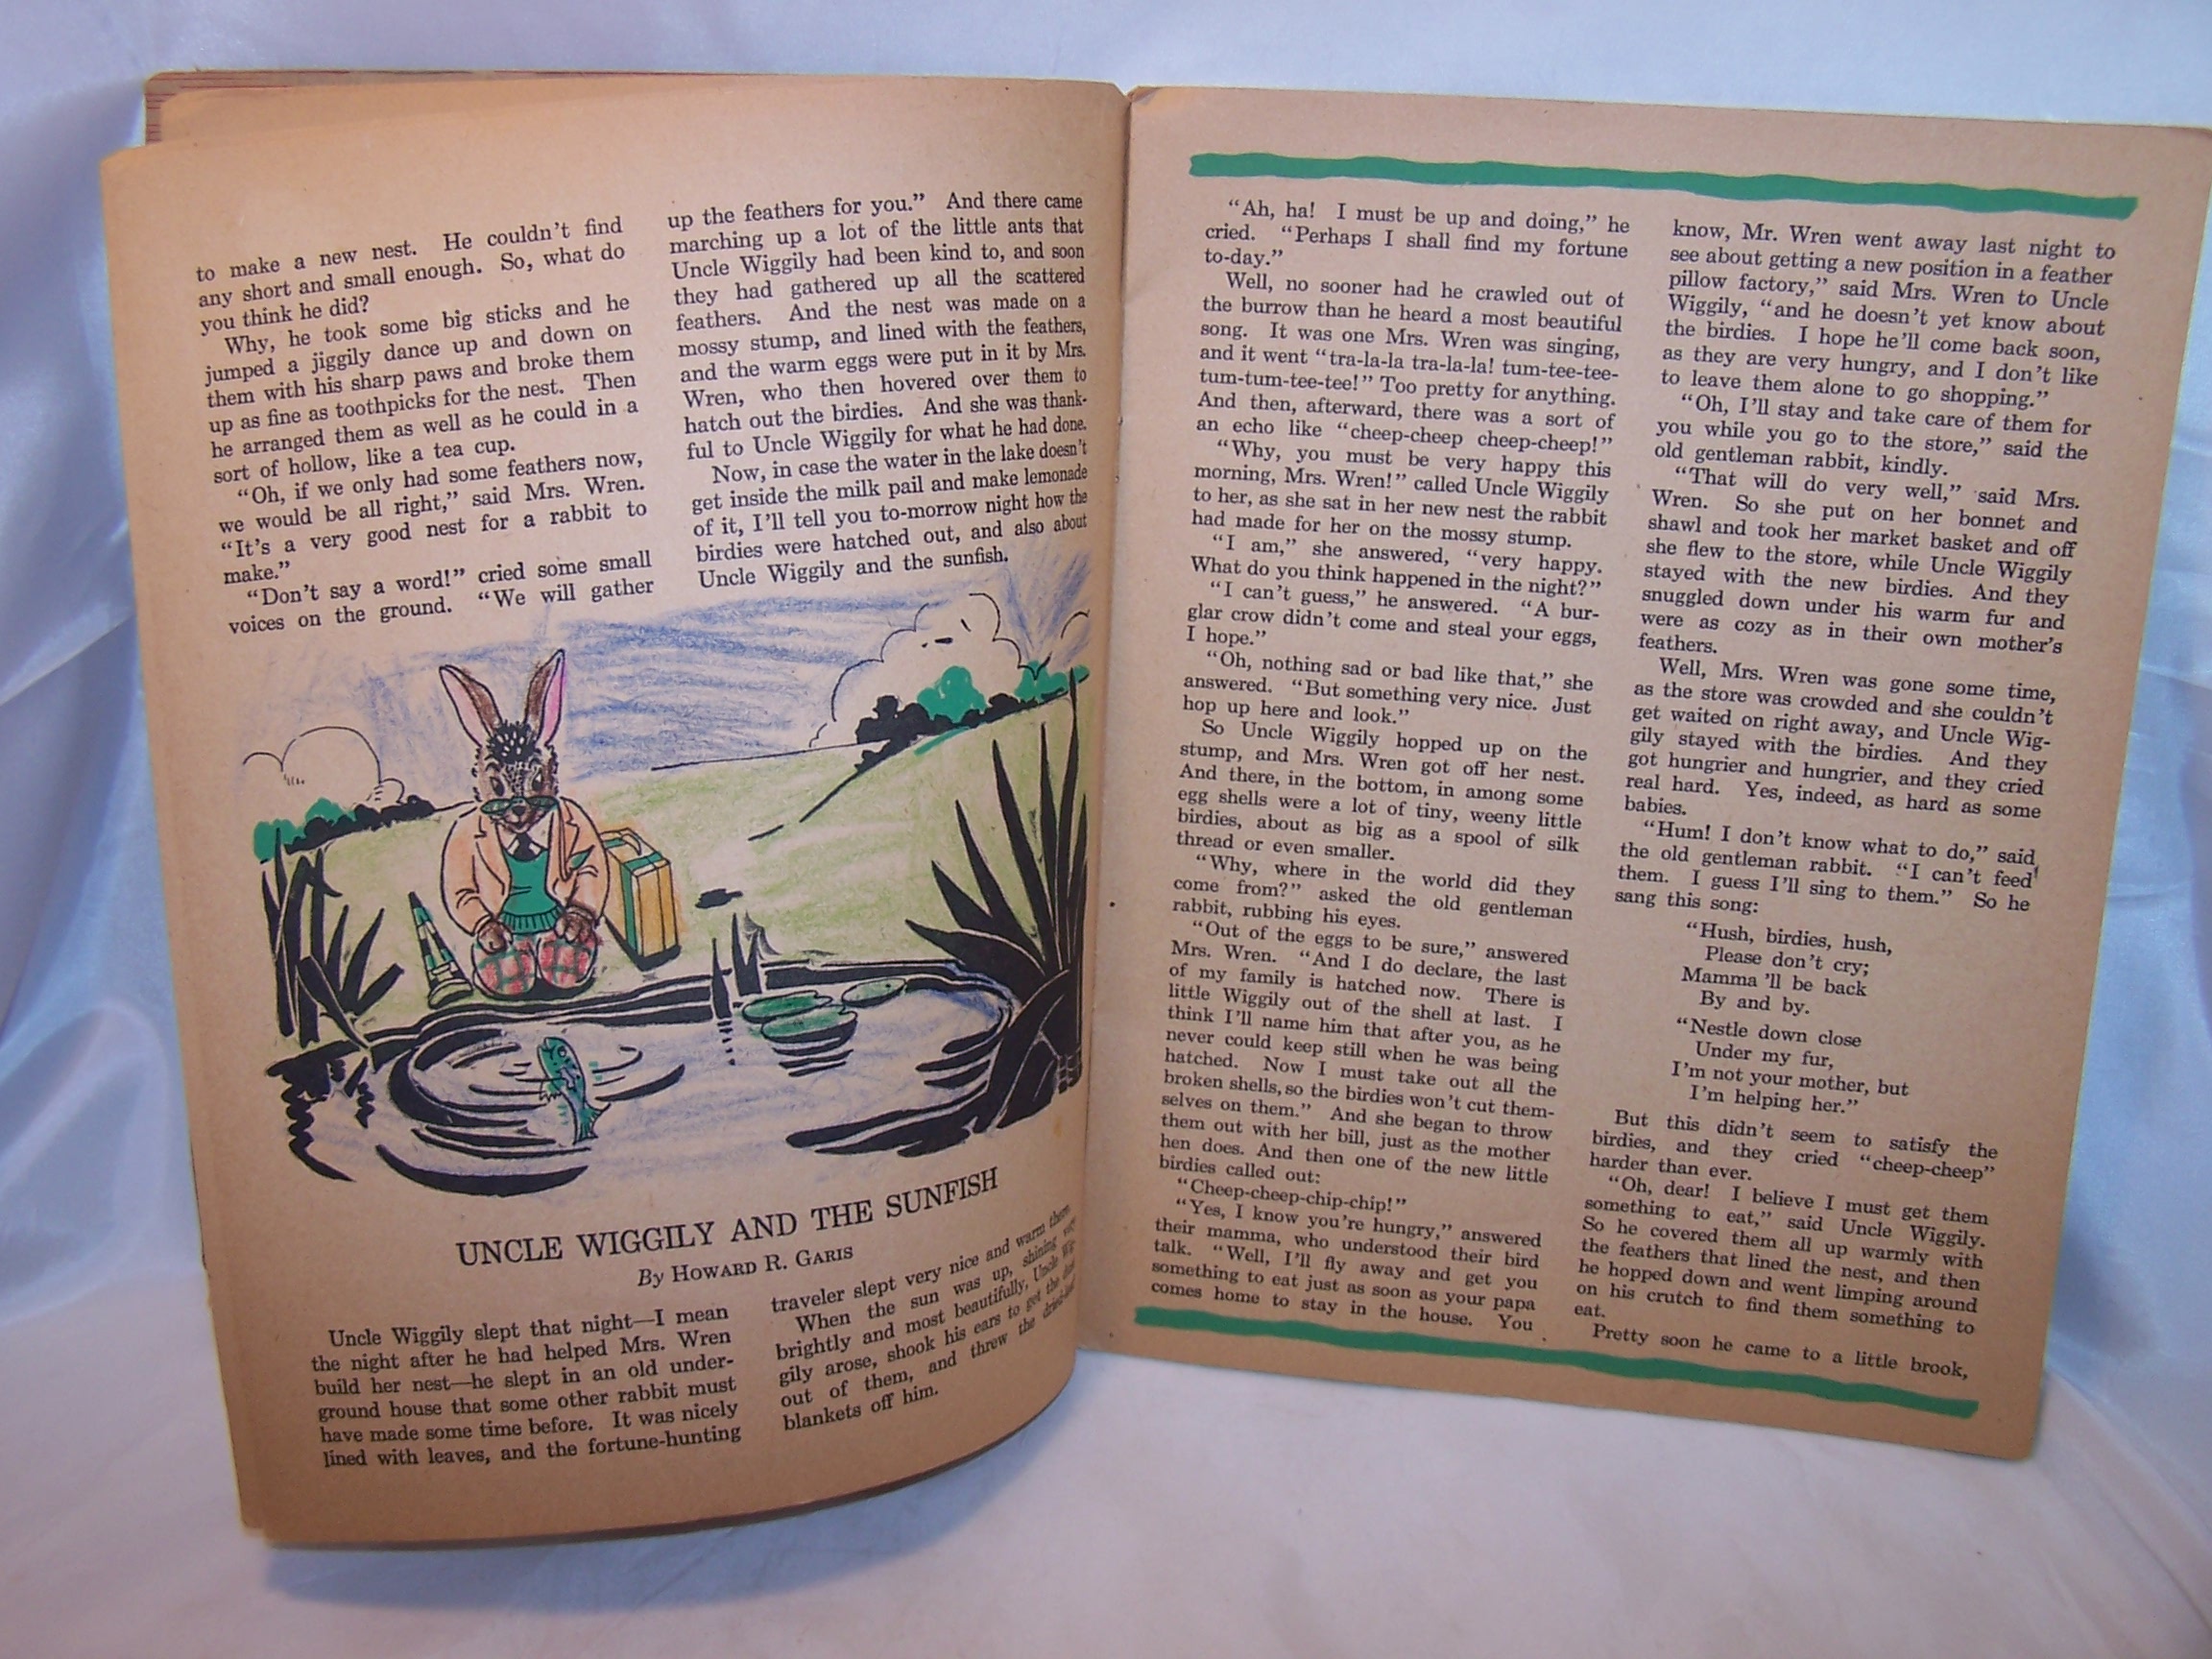 to make a new nest. He couldn't find
any short and small enough. So, what do
you think he did?
Why, he took some big sticks and he
jumped a jiggily dance up and down on
them with his sharp paws and broke them
up as fine as toothpicks for the nest. Then
he arranged them as well as he could in a
sort of hollow, like a tea cup.
"Oh, if we only had some feathers now,
we would be all right," said Mrs. Wren.
"It's a very good nest for a rabbit to
make."
"Don't say a word!" cried some small
voices on the ground. "We will gather
up the feathers for you." And there came
marching up a lot of the little ants that
Uncle Wiggily had been kind to, and soon
they had gathered up all the scattered
feathers. And the nest was made on a
mossy stump, and lined with the feathers,
and the warm eggs were put in it by Mrs.
Wren, who then hovered over them to
hatch out the birdies. And she was thank-
ful to Uncle Wiggily for what he had done.
Now, in case the water in the lake doesn't
get inside the milk pail and make lemonade
of it, I'll tell you to-morrow night how the
birdies were hatched out, and also about
Uncle Wiggily and the sunfish.
UNCLE WIGGILY AND THE SUNFISH
By HOWARD R. GARIS
Uncle Wiggily slept that night—I mean
the night after he had helped Mrs. Wren
build her nest—he slept in an old under-
ground house that some other rabbit must
have made some time before. It was nicely
lined with leaves, and the fortune-hunting
traveler slept very nice and warm there.
When the sun was up, shining very
brightly and most beautifully, Uncle Wig-
gily arose, shook his ears to get the dust
out of them, and threw the dried-leaf
blankets off him.
"Ah, ha! I must be up and doing," he
cried. "Perhaps I shall find my fortune
to-day."
Well, no sooner had he crawled out of
the burrow than he heard a most beautiful
song. It was one Mrs. Wren was singing,
and it went "tra-la-la tra-la-la! tum-tee-tee-
tum-tum-tee-tee!" Too pretty for anything.
And then, afterward, there was a sort of
an echo like "cheep-cheep cheep-cheep!"
"Why, you must be very happy this
morning, Mrs. Wren!" called Uncle Wiggily
to her, as she sat in her new nest the rabbit
had made for her on the mossy stump.
"I am," she answered, "very happy.
What do you think happened in the night?"
"I can't guess," he answered. "A bur-
glar crow didn't come and steal your eggs,
I hope."
"Oh, nothing sad or bad like that," she
answered. "But something very nice. Just
hop up here and look."
So Uncle Wiggily hopped up on the
stump, and Mrs. Wren got off her nest.
And there, in the bottom, in among some
egg shells were a lot of tiny, weeny little
birdies, about as big as a spool of silk
thread or even smaller.
"Why, where in the world did they
come from?" asked the old gentleman
rabbit, rubbing his eyes.
"Out of the eggs to be sure," answered
Mrs. Wren. "And I do declare, the last
of my family is hatched now. There is
little Wiggily out of the shell at last. I
think I'll name him that after you, as he
never could keep still when he was being
hatched. Now I must take out all the
broken shells, so the birdies won't cut them-
selves on them." And she began to throw
them out with her bill, just as the mother
hen does. And then one of the new little
birdies called out:
"Cheep-cheep-chip-chip!"
"Yes, I know you're hungry," answered
their mamma, who understood their bird
talk. "Well, I'll fly away and get you
something to eat just as soon as your papa
comes home to stay in the house. You
know, Mr. Wren went away last night to
see about getting a new position in a feather
pillow factory," said Mrs. Wren to Uncle
Wiggily, "and he doesn't yet know about
the birdies. I hope he'll come back soon,
as they are very hungry, and I don't like
to leave them alone to go shopping."
"Oh, I'll stay and take care of them for
you while you go to the store," said the
old gentleman rabbit, kindly.
"That will do very well," said Mrs.
Wren. So she put on her bonnet and
shawl and took her market basket and off
she flew to the store, while Uncle Wiggily
stayed with the new birdies. And they
snuggled down under his warm fur and
were as cozy as in their own mother's
feathers.
Well, Mrs. Wren was gone some time,
as the store was crowded and she couldn't
get waited on right away, and Uncle Wig-
gily stayed with the birdies. And they
got hungrier and hungrier, and they cried
real hard. Yes, indeed, as hard as some
babies.
"Hum! I don't know what to do," said
the old gentleman rabbit. "I can't feed
them. I guess I'll sing to them." So he
sang this song:
"Hush, birdies, hush,
Please don't cry;
Mamma 'll be back
By and by.
"Nestle down close
Under my fur,
I'm not your mother, but
I'm helping her."
But this didn't seem to satisfy the
birdies, and they cried "cheep-cheep"
harder than ever.
"Oh, dear! I believe I must get them
something to eat," said Uncle Wiggily.
So he covered them all up warmly with
the feathers that lined the nest, and then
he hopped down and went limping around
on his crutch to find them something to
eat.
Pretty soon he came to a little brook,